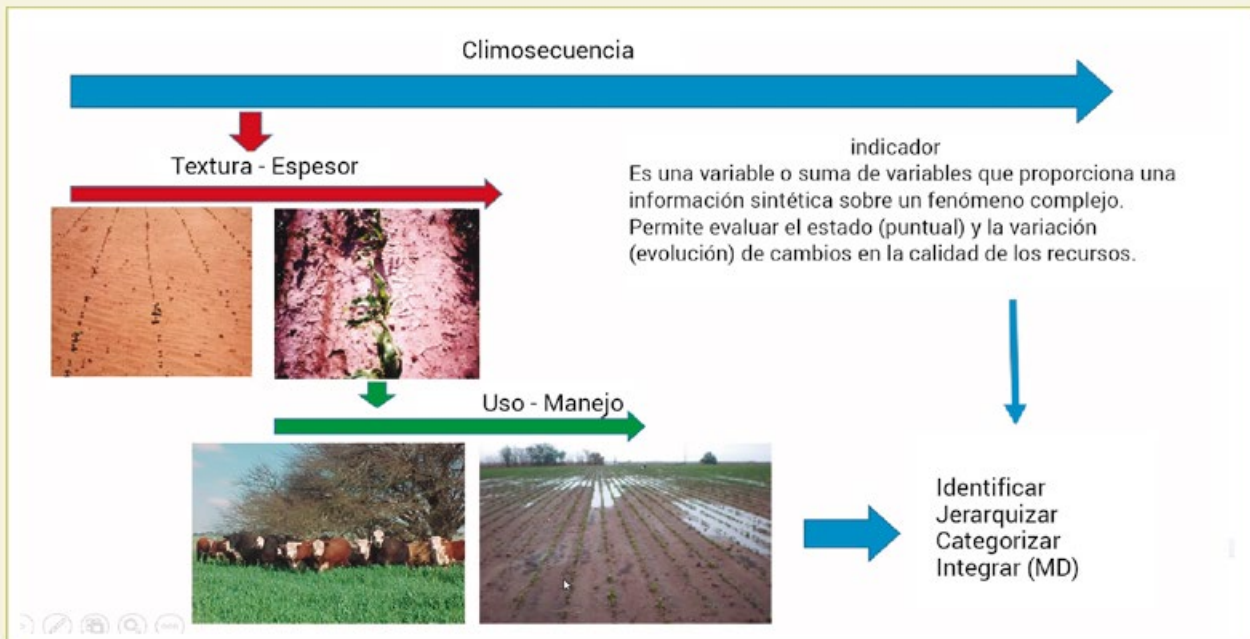 Climosecuencia
Textura - Espesor
indicador
Es una variable o suma de variables que proporciona una
información sintética sobre un fenómeno complejo.
Permite evaluar el estado (puntual) y la variación
(evolución) de cambios en la calidad de los recursos.
Uso - Manejo
Identificar
Jerarquizar
Categorizar
Integrar (MD)